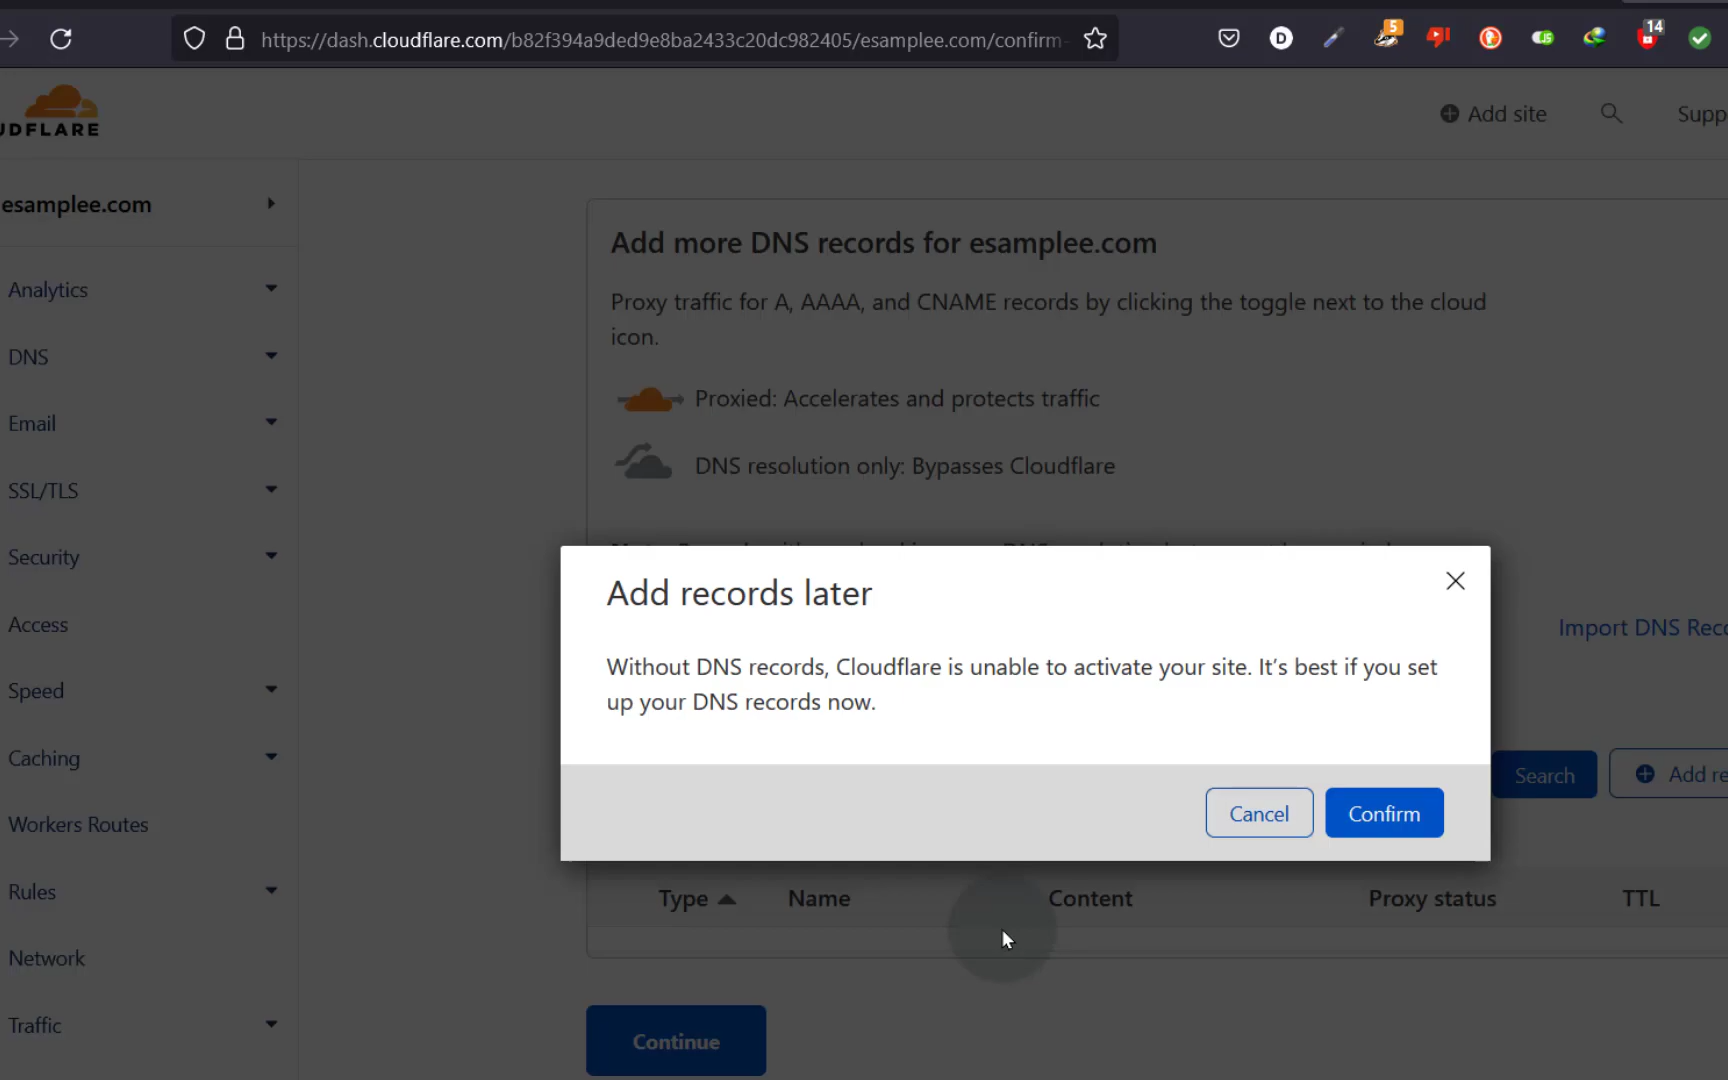 https://dash.cloudflare.com/b82f394a9ded9e8ba2433c20dc982405/esamplee.com/confirm-
D
5
JS
14
UDFLARE
Add site
Supp
esamplee.com
Analytics
DNS
Email
SSL/TLS
Security
Access
Speed
Caching
Workers Routes
Rules
Network
Traffic
Add more DNS records for esamplee.com
Proxy traffic for A, AAAA, and CNAME records by clicking the toggle next to the cloud
icon.
Proxied: Accelerates and protects traffic
DNS resolution only: Bypasses Cloudflare
Add records later
Without DNS records, Cloudflare is unable to activate your site. It’s best if you set
up your DNS records now.
Cancel
Confirm
Import DNS Reco
Search
Add re
Type
Name
Content
Proxy status
TTL
Continue